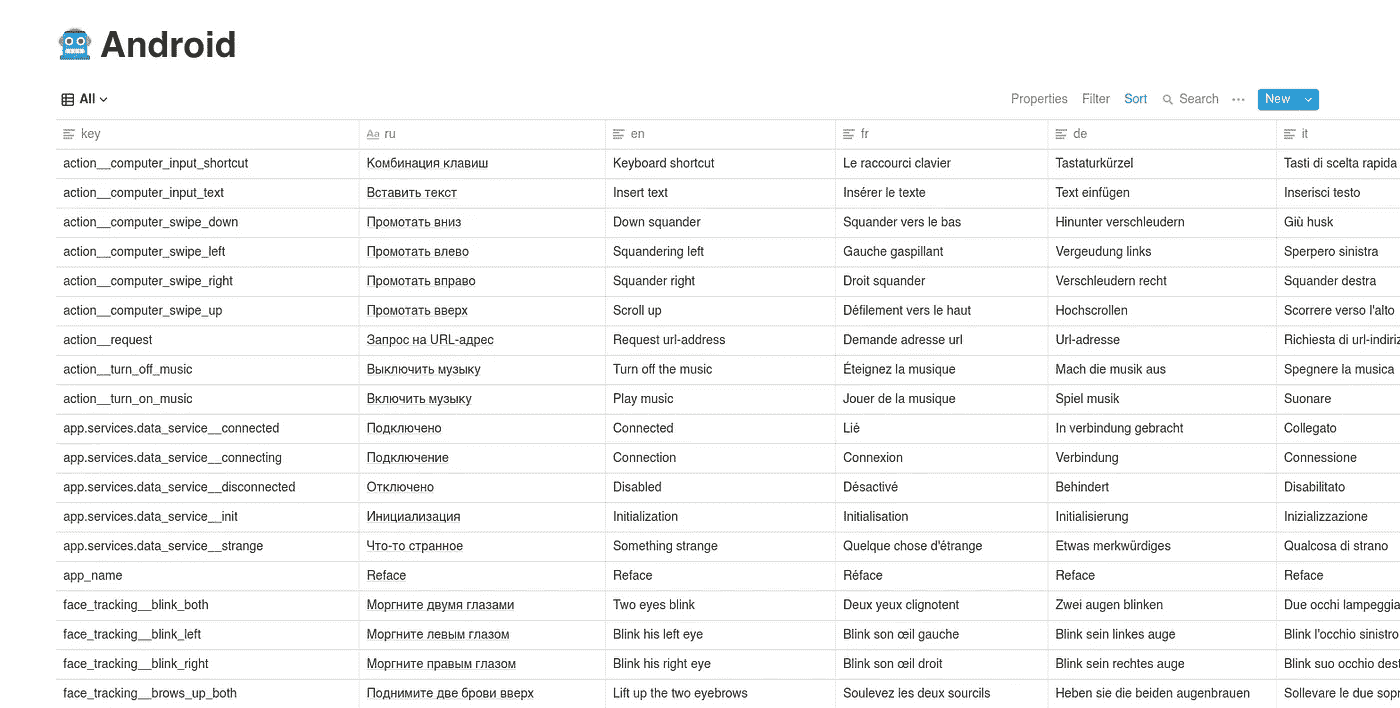 Android
All Properties Filter Sort Search ... New
key ru en fr de it
action__computer_input_shortcut Комбинация клавиш Keyboard shortcut Le raccourci clavier Tastaturkürzel Tasti di scelta rapida
action__computer_input_text Вставить текст Insert text Insérer le texte Text einfügen Inserisci testo
action__computer_swipe_down Промотать вниз Down squander Squander vers le bas Hinunter verschleudern Giù husk
action__computer_swipe_left Промотать влево Squandering left Gauche gaspillant Vergeudung links Sperpero sinistra
action__computer_swipe_right Промотать вправо Squander right Droit squander Verschleudern recht Squander destra
action__computer_swipe_up Промотать вверх Scroll up Défilement vers le haut Hochscrollen Scorrere verso l'alto
action__request Запрос на URL-адрес Request url-address Demande adresse url Url-adresse Richiesta di url-indiriz
action__turn_off_music Выключить музыку Turn off the music Éteignez la musique Mach die musik aus Spegnere la musica
action__turn_on_music Включить музыку Play music Jouer de la musique Spiel musik Suonare
app.services.data_service__connected Подключено Connected Lié In verbindung gebracht Collegato
app.services.data_service__connecting Подключение Connection Connexion Verbindung Connessione
app.services.data_service__disconnected Отключено Disabled Désactivé Behindert Disabilitato
app.services.data_service__init Инициализация Initialization Initialisation Initialisierung Inizializzazione
app.services.data_service__strange Что-то странное Something strange Quelque chose d'étrange Etwas merkwürdiges Qualcosa di strano
app_name Reface Reface Réface Reface Reface
face_tracking__blink_both Моргните двумя глазами Two eyes blink Deux yeux clignotent Zwei augen blinken Due occhi lampeggia
face_tracking__blink_left Моргните левым глазом Blink his left eye Blink son œil gauche Blink sein linkes auge Blink l'occhio sinistro
face_tracking__blink_right Моргните правым глазом Blink his right eye Blink son œil droit Blink sein rechtes auge Blink suo occhio dest
face_tracking__brows_up_both Поднимите две брови вверх Lift up the two eyebrows Soulevez les deux sourcils Heben sie die beiden augenbrauen Sollevare le due sopr